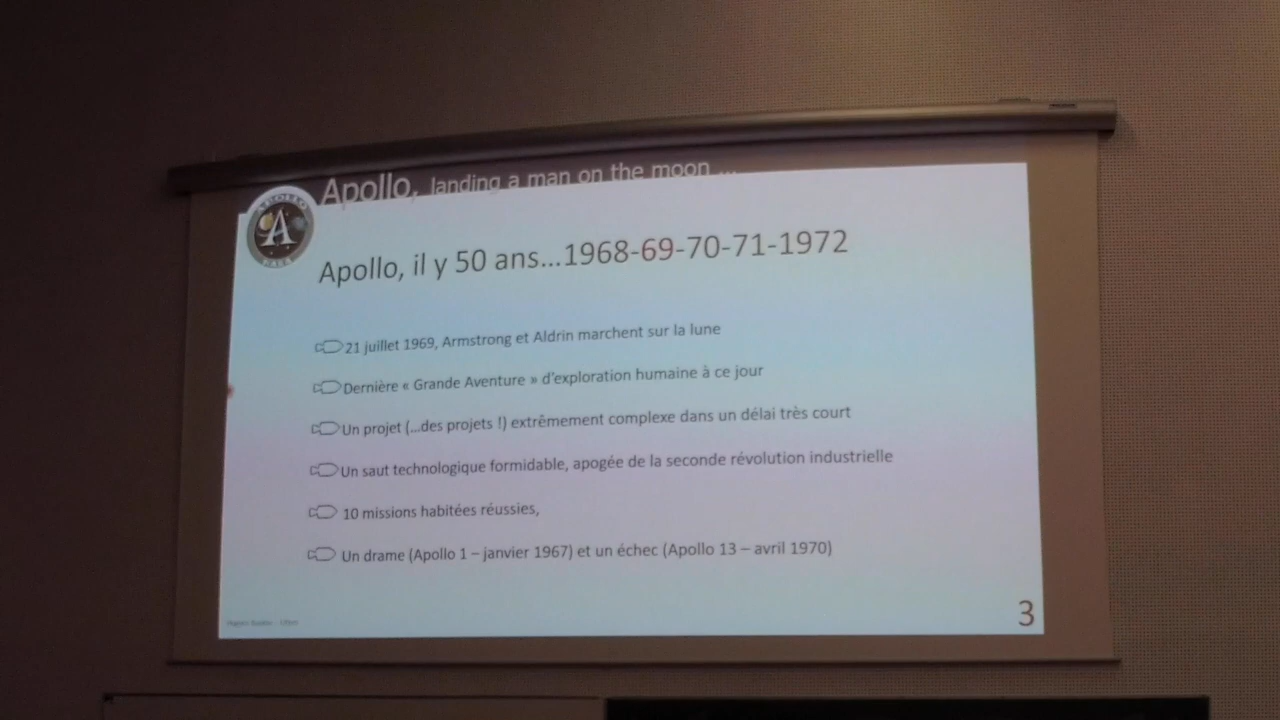 Apollo, landing a man on the moon ...
APOLLO
A
Apollo, il y 50 ans...1968-69-70-71-1972
21 juillet 1969, Armstrong et Aldrin marchent sur la lune
Dernière « Grande Aventure » d'exploration humaine à ce jour
Un projet (...des projets !) extrêmement complexe dans un délai très court
Un saut technologique formidable, apogée de la seconde révolution industrielle
10 missions habitées réussies,
Un drame (Apollo 1 – janvier 1967) et un échec (Apollo 13 – avril 1970)
3